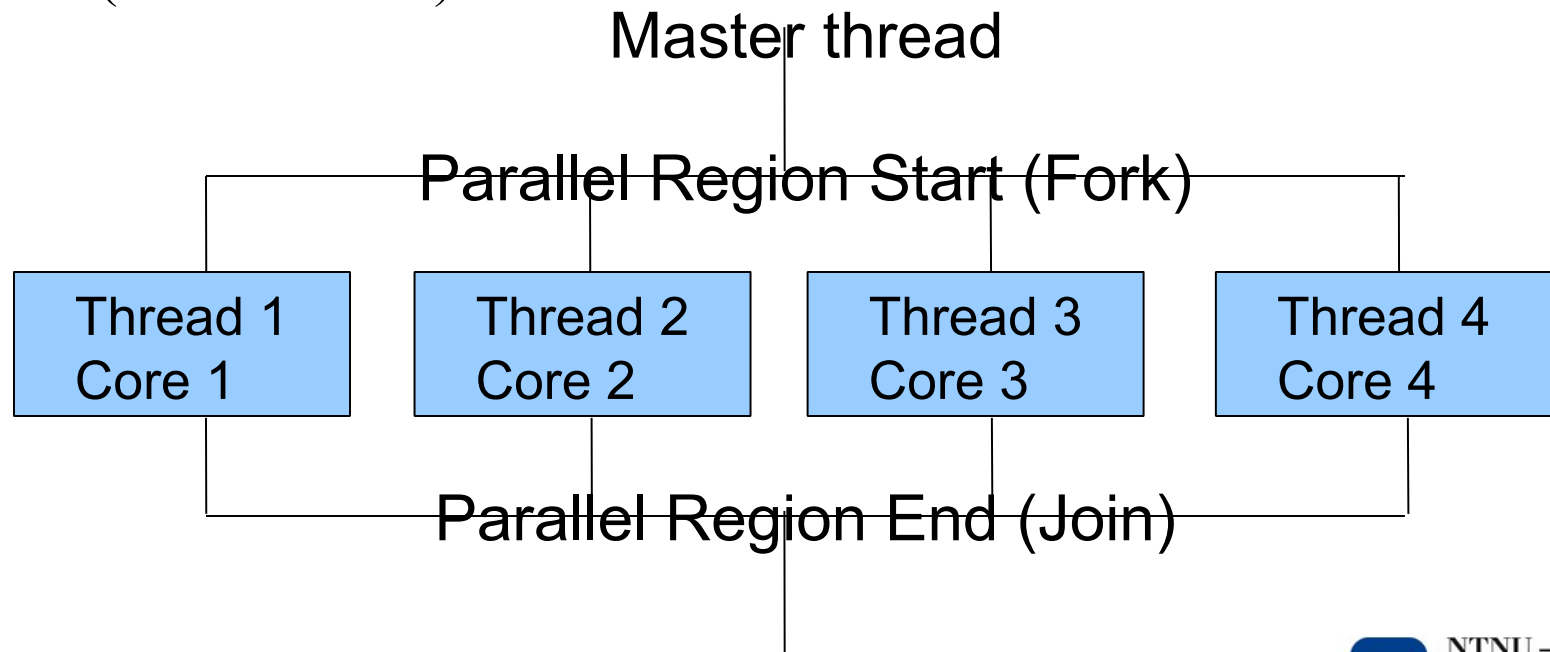 Master thread
Parallel Region Start (Fork)
Thread 1
Core 1
Thread 2
Core 2
Thread 3
Core 3
Thread 4
Core 4
Parallel Region End (Join)
NTNU –